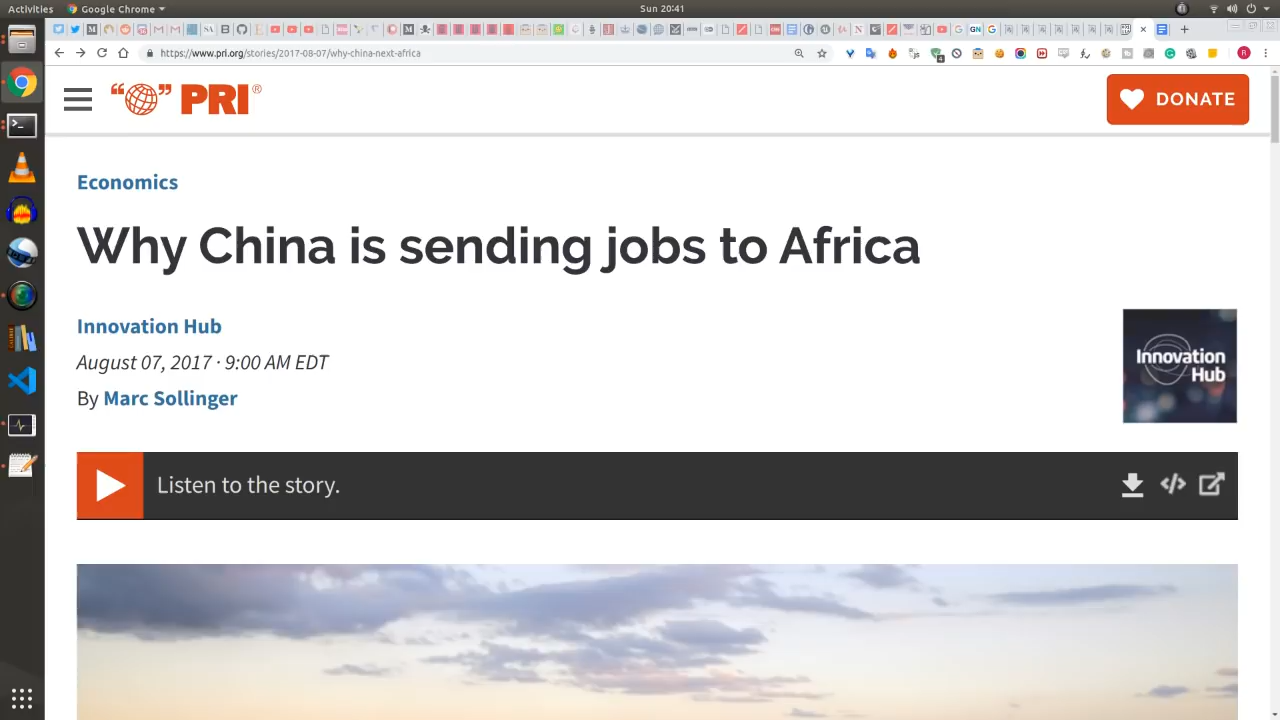 Activities
Google Chrome
Sun 20:41
https://www.pri.org/stories/2017-08-07/why-china-next-africa
“ ” PRI®
DONATE
Economics
Why China is sending jobs to Africa
Innovation Hub
August 07, 2017 · 9:00 AM EDT
By Marc Sollinger
Innovation
Hub
Listen to the story.